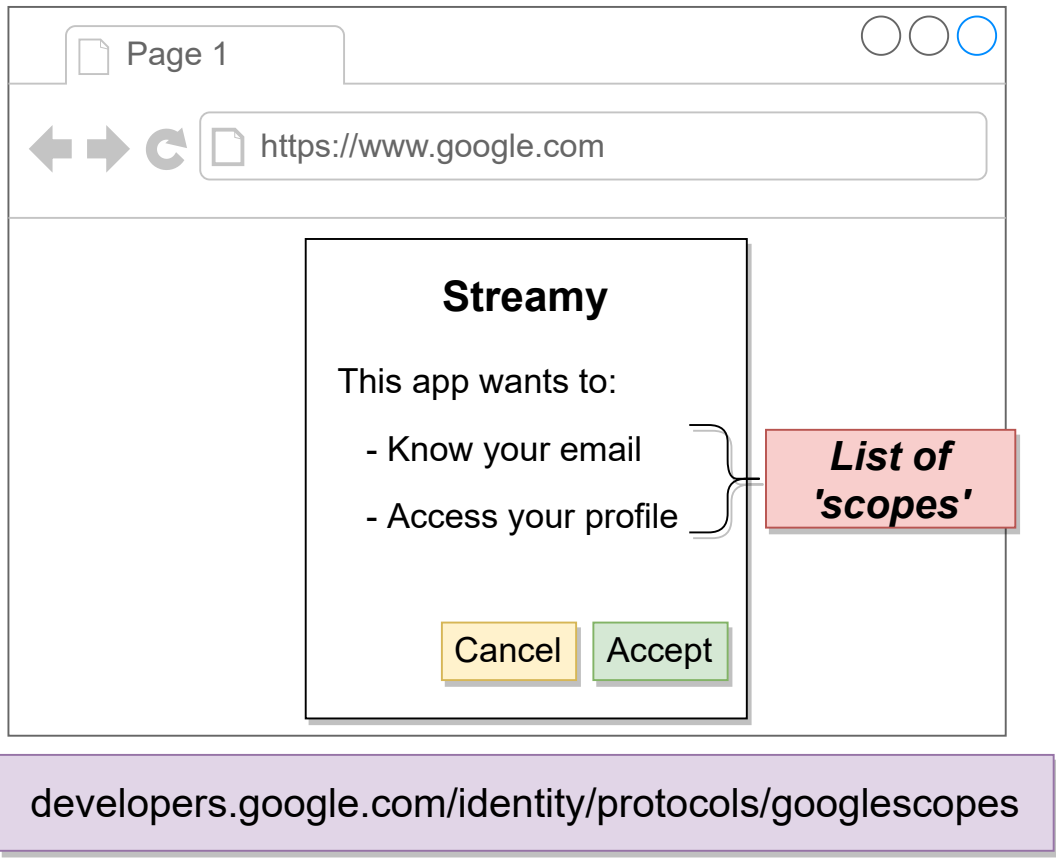 Page 1
https://www.google.com
Streamy
This app wants to:
- Know your email
- Access your profile
List of
'scopes'
Cancel
Accept
developers.google.com/identity/protocols/googlescopes